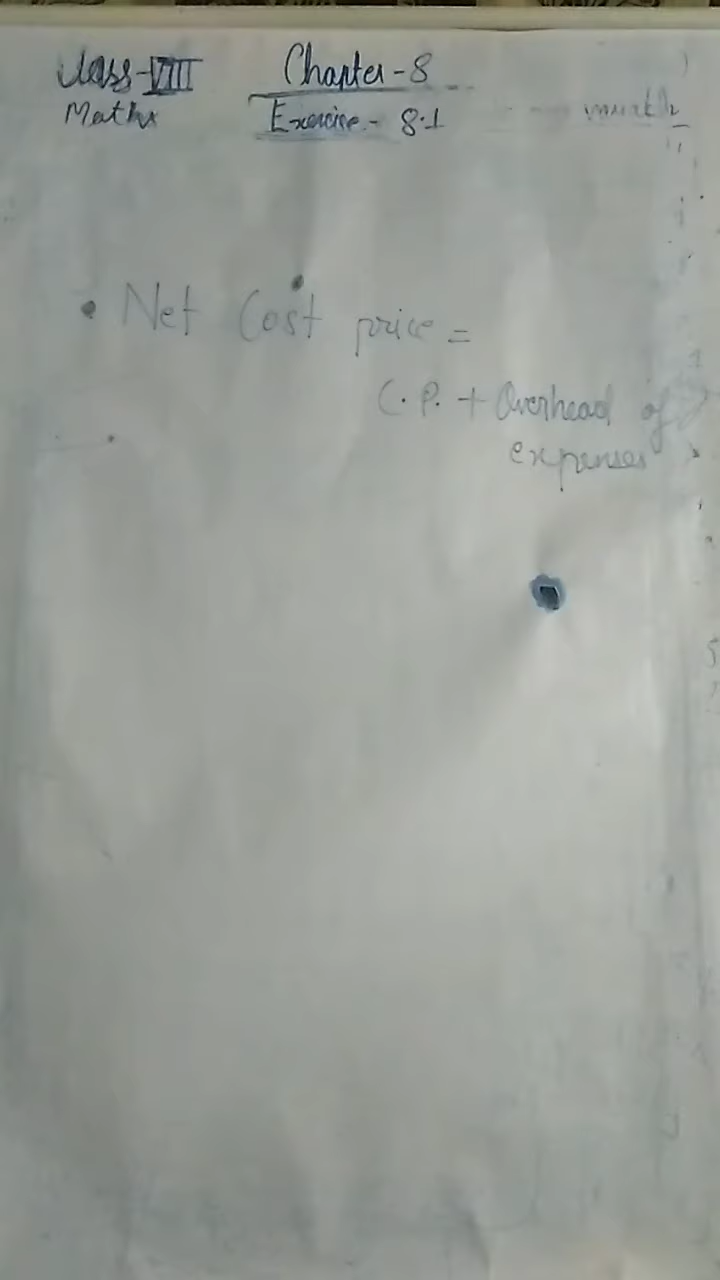 Class-VIII Chapter-8
Maths Exercise- 8.1
• Net Cost price =
C.P. + Overhead of
expenses